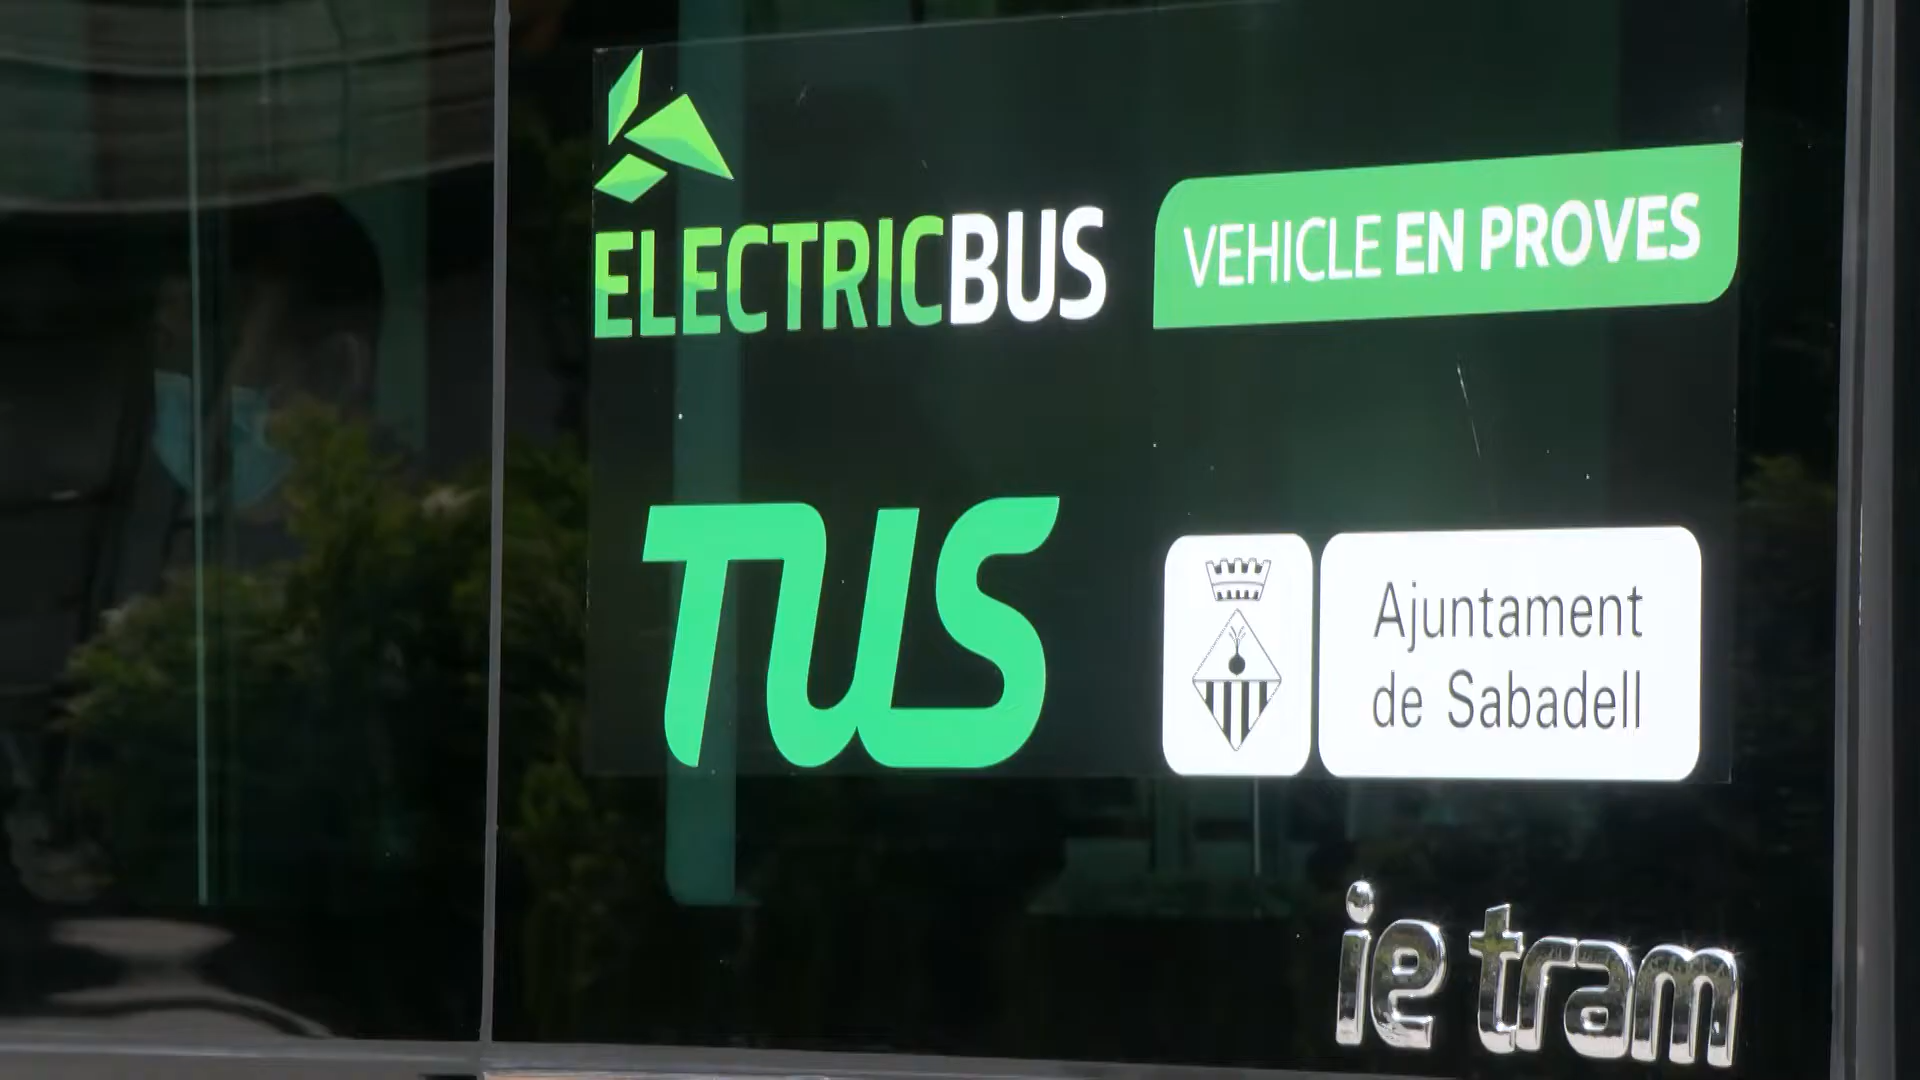 ELECTRICBUS
VEHICLE EN PROVES
TUS
Ajuntament
de Sabadell
ie tram